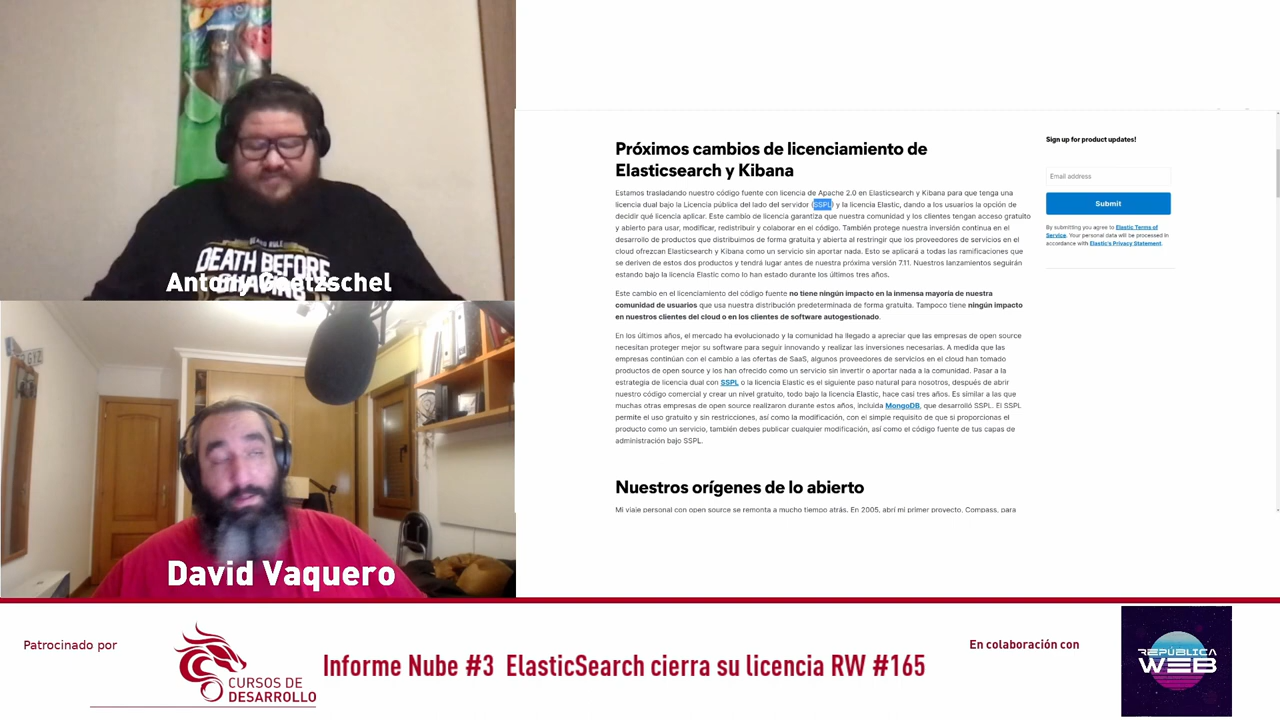 DEATH BEFORE
SHAVING
Antony Goetzschel
GYZ
David Vaquero
Próximos cambios de licenciamiento de
Elasticsearch y Kibana
Estamos trasladando nuestro código fuente con licencia de Apache 2.0 en Elasticsearch y Kibana para que tenga una
licencia dual bajo la Licencia pública del lado del servidor (SSPL) y la licencia Elastic, dando a los usuarios la opción de
decidir qué licencia aplicar. Este cambio de licencia garantiza que nuestra comunidad y los clientes tengan acceso gratuito
y abierto para usar, modificar, redistribuir y colaborar en el código. También protege nuestra inversión continua en el
desarrollo de productos que distribuimos de forma gratuita y abierta al restringir que los proveedores de servicios en el
cloud ofrezcan Elasticsearch y Kibana como un servicio sin aportar nada. Esto se aplicará a todas las ramificaciones que
se deriven de estos dos productos y tendrá lugar antes de nuestra próxima versión 7.11. Nuestros lanzamientos seguirán
estando bajo la licencia Elastic como lo han estado durante los últimos tres años.
Este cambio en el licenciamiento del código fuente no tiene ningún impacto en la inmensa mayoría de nuestra
comunidad de usuarios que usa nuestra distribución predeterminada de forma gratuita. Tampoco tiene ningún impacto
en nuestros clientes del cloud o en los clientes de software autogestionado.
En los últimos años, el mercado ha evolucionado y la comunidad ha llegado a apreciar que las empresas de open source
necesitan proteger mejor su software para seguir innovando y realizar las inversiones necesarias. A medida que las
empresas continúan con el cambio a las ofertas de SaaS, algunos proveedores de servicios en el cloud han tomado
productos de open source y los han ofrecido como un servicio sin invertir o aportar nada a la comunidad. Pasar a la
estrategia de licencia dual con SSPL o la licencia Elastic es el siguiente paso natural para nosotros, después de abrir
nuestro código comercial y crear un nivel gratuito, todo bajo la licencia Elastic, hace casi tres años. Es similar a las que
muchas otras empresas de open source realizaron durante estos años, incluida MongoDB, que desarrolló SSPL. El SSPL
permite el uso gratuito y sin restricciones, así como la modificación, con el simple requisito de que si proporcionas el
producto como un servicio, también debes publicar cualquier modificación, así como el código fuente de tus capas de
administración bajo SSPL.
Nuestros orígenes de lo abierto
Mi viaje personal con open source se remonta a mucho tiempo atrás. En 2005, abrí mi primer proyecto, Compass, para
Sign up for product updates!
Email address
Submit
By submitting you agree to Elastic Terms of
Service. Your personal data will be processed in
accordance with Elastic's Privacy Statement.
Patrocinado por
CURSOS DE
DESARROLLO
Informe Nube #3 ElasticSearch cierra su licencia RW #165
En colaboración con
REPÚBLICA
WEB